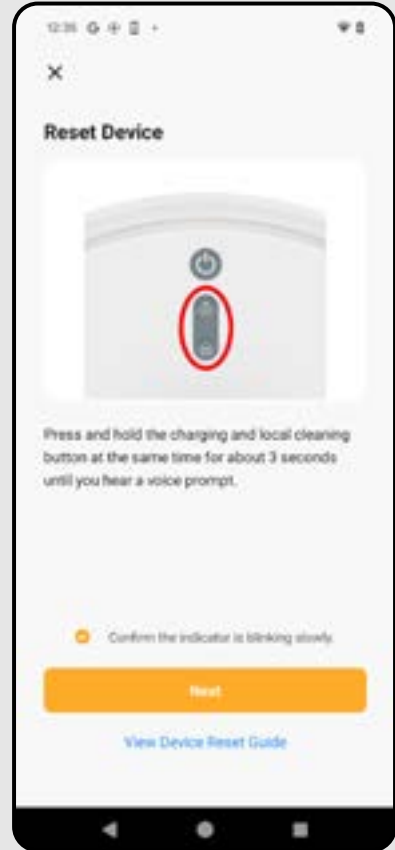 12:35 G
Reset Device
Press and hold the charging and local cleaning
button at the same time for about 3 seconds
until you hear a voice prompt.
Confirm the indicator is blinking slowly.
Next
View Device Reset Guide